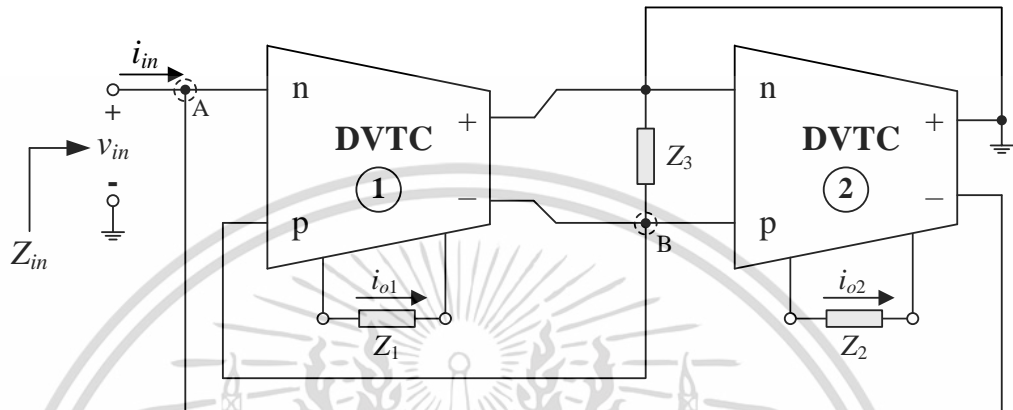 i_in
A
+
v_in
-
Z_in
n
p
DVTC
1
+
−
i_o1
Z_1
Z_3
B
n
p
DVTC
2
+
−
i_o2
Z_2